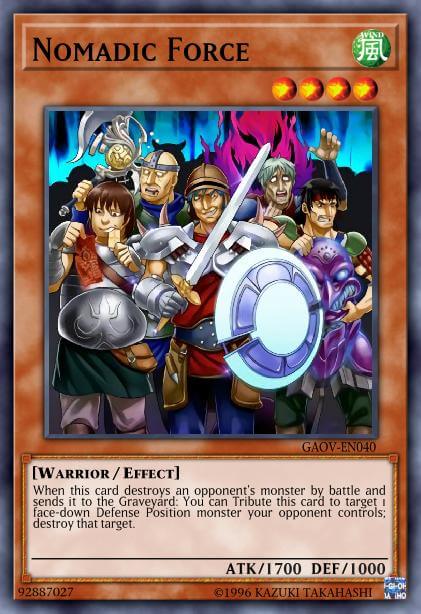 Nomadic Force
WIND
風
GAOV-EN040
[Warrior / Effect]
When this card destroys an opponent's monster by battle and
sends it to the Graveyard: You can Tribute this card to target 1
face-down Defense Position monster your opponent controls;
destroy that target.
ATK/1700 DEF/1000
92887027
©1996 KAZUKI TAKAHASHI